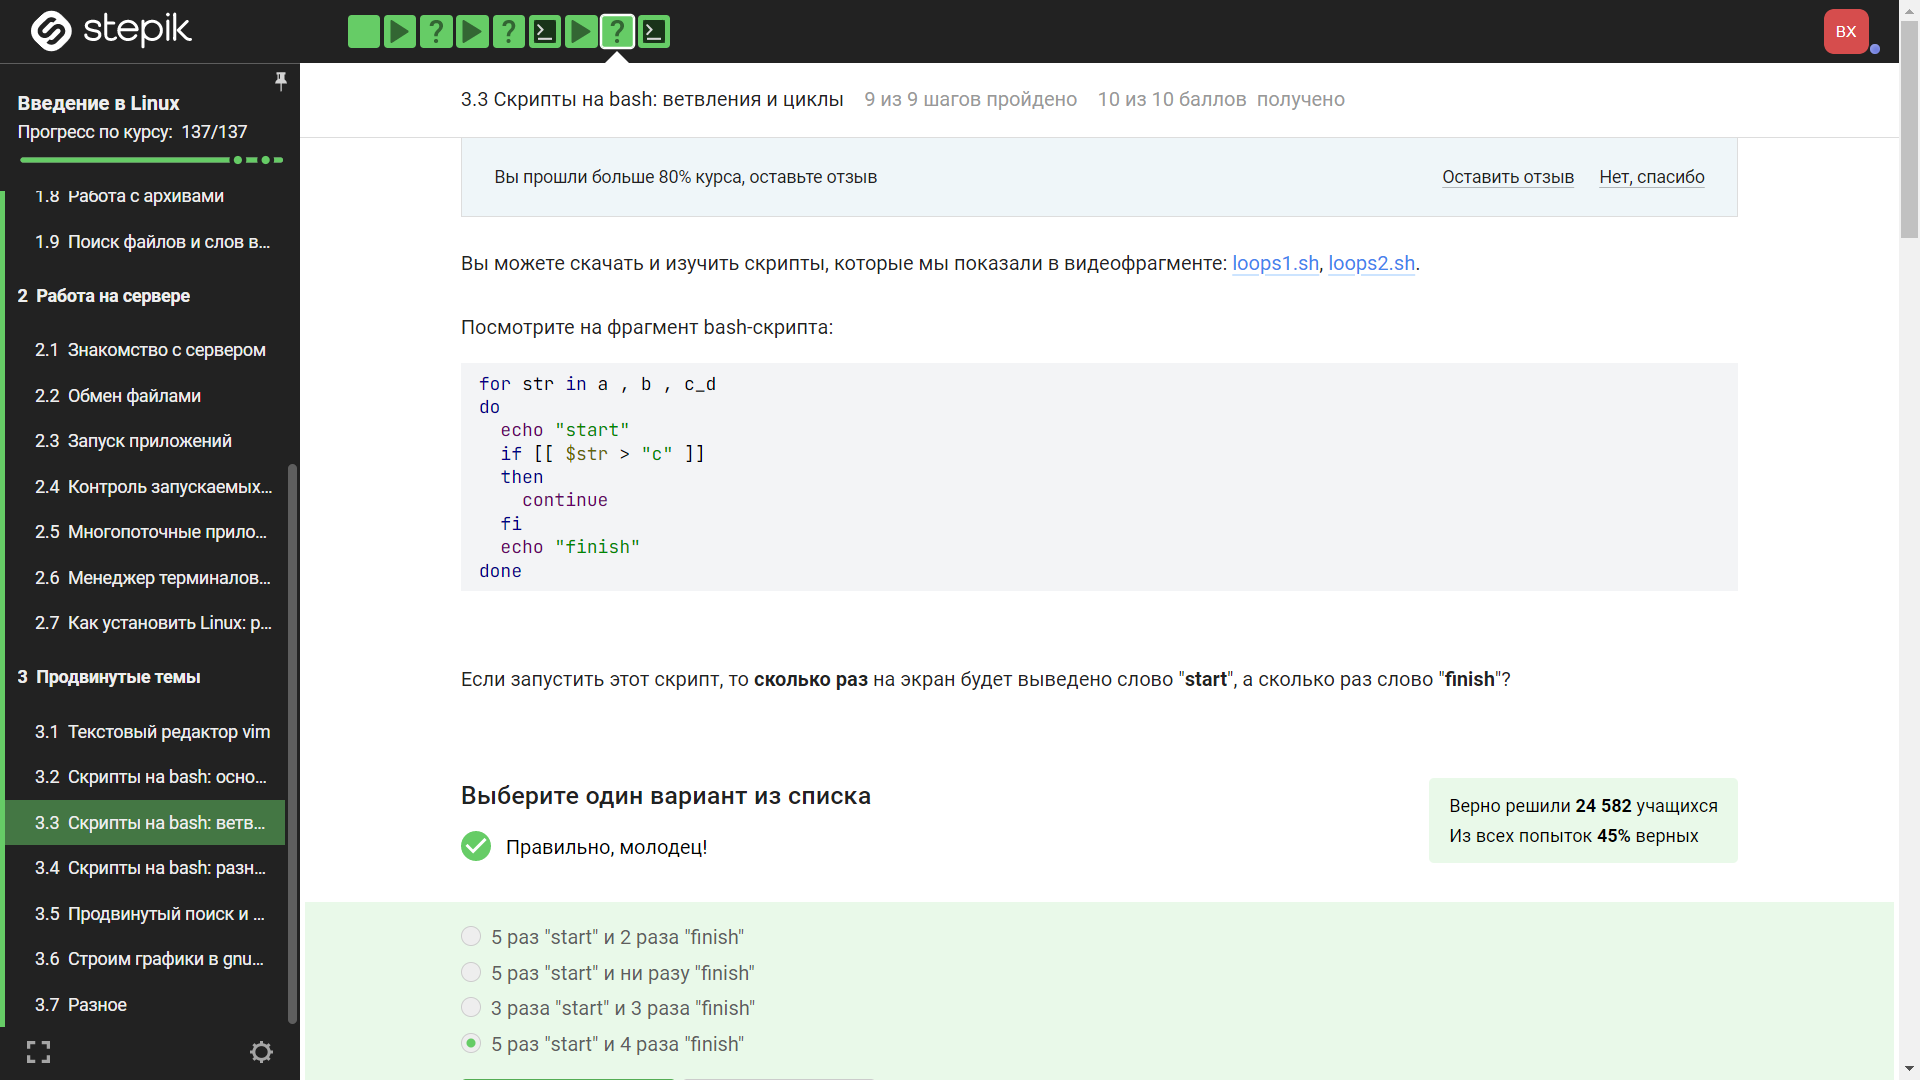 stepik
BX
Введение в Linux
Прогресс по курсу: 137/137
1.8 Работа с архивами
1.9 Поиск файлов и слов в...
2 Работа на сервере
2.1 Знакомство с сервером
2.2 Обмен файлами
2.3 Запуск приложений
2.4 Контроль запускаемых...
2.5 Многопоточные прило...
2.6 Менеджер терминалов...
2.7 Как установить Linux: р...
3 Продвинутые темы
3.1 Текстовый редактор vim
3.2 Скрипты на bash: осно...
3.3 Скрипты на bash: ветв...
3.4 Скрипты на bash: разн...
3.5 Продвинутый поиск и ...
3.6 Строим графики в gnu...
3.7 Разное
3.3 Скрипты на bash: ветвления и циклы 9 из 9 шагов пройдено 10 из 10 баллов получено
Вы прошли больше 80% курса, оставьте отзыв Оставить отзыв Нет, спасибо
Вы можете скачать и изучить скрипты, которые мы показали в видеофрагменте: loops1.sh, loops2.sh.
Посмотрите на фрагмент bash-скрипта:
for str in a , b , c_d
do
  echo "start"
  if [[ $str > "c" ]]
  then
    continue
  fi
  echo "finish"
done
Если запустить этот скрипт, то сколько раз на экран будет выведено слово "start", а сколько раз слово "finish"?
Выберите один вариант из списка
Правильно, молодец!
Верно решили 24 582 учащихся
Из всех попыток 45% верных
5 раз "start" и 2 раза "finish"
5 раз "start" и ни разу "finish"
3 раза "start" и 3 раза "finish"
5 раз "start" и 4 раза "finish"